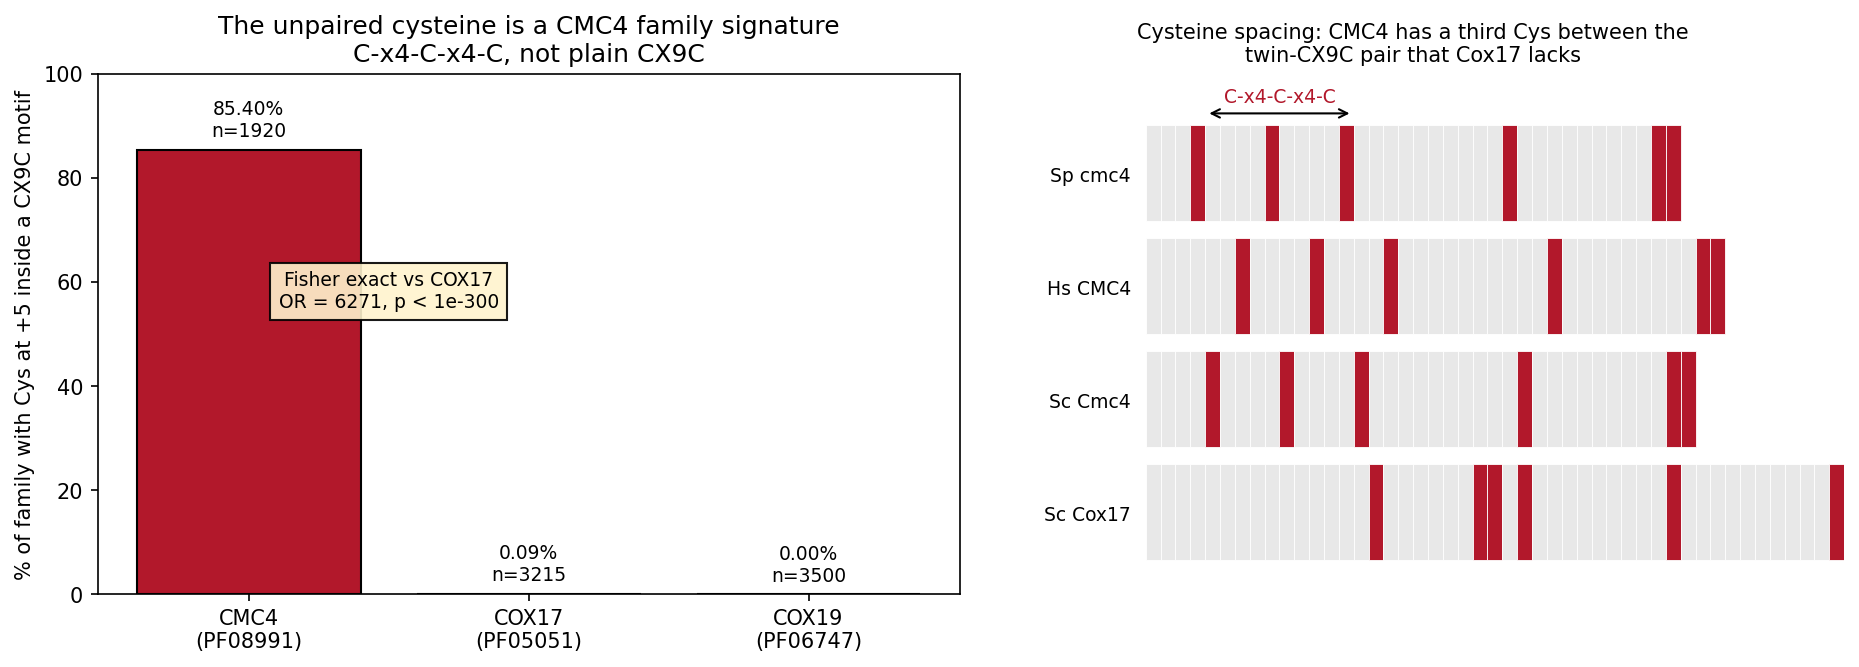 The unpaired cysteine is a CMC4 family signature
C-x4-C-x4-C, not plain CX9C
% of family with Cys at +5 inside a CX9C motif
100
80
60
40
20
0
85.40%
n=1920
Fisher exact vs COX17
OR = 6271, p < 1e-300
0.09%
n=3215
0.00%
n=3500
CMC4
(PF08991)
COX17
(PF05051)
COX19
(PF06747)
Cysteine spacing: CMC4 has a third Cys between the
twin-CX9C pair that Cox17 lacks
C-x4-C-x4-C
Sp cmc4
Hs CMC4
Sc Cmc4
Sc Cox17